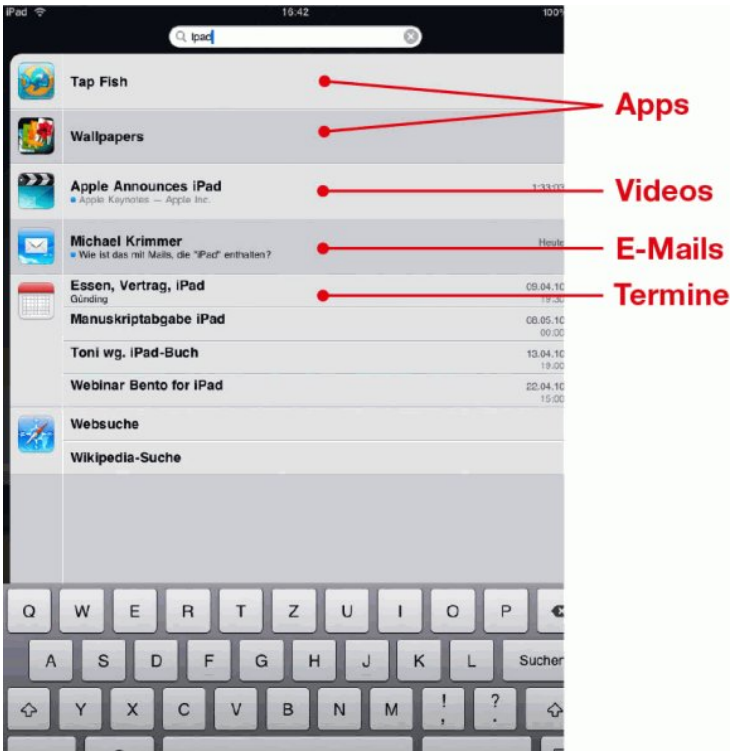 iPad 16:42 100%
Ipad
Tap Fish
Wallpapers
Apps
Apple Announces iPad 1:33:03
Apple Keynotes — Apple Inc.
Videos
Michael Krimmer Heute
Wie ist das mit Mails, die "iPad" enthalten?
E-Mails
Essen, Vertrag, iPad 09.04.10
Günding 19:30
Termine
Manuskriptabgabe iPad 08.05.10
00:00
Toni wg. iPad-Buch 13.04.10
19:00
Webinar Bento for iPad 22.04.10
15:00
Websuche
Wikipedia-Suche
Q W E R T Z U I O P
A S D F G H J K L Suchen
Y X C V B N M ! , ? .